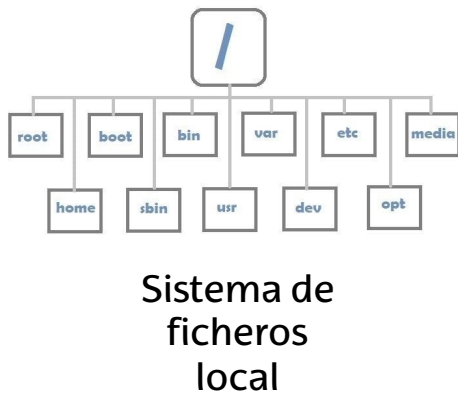 /
root boot bin var etc media
home sbin usr dev opt
Sistema de
ficheros
local